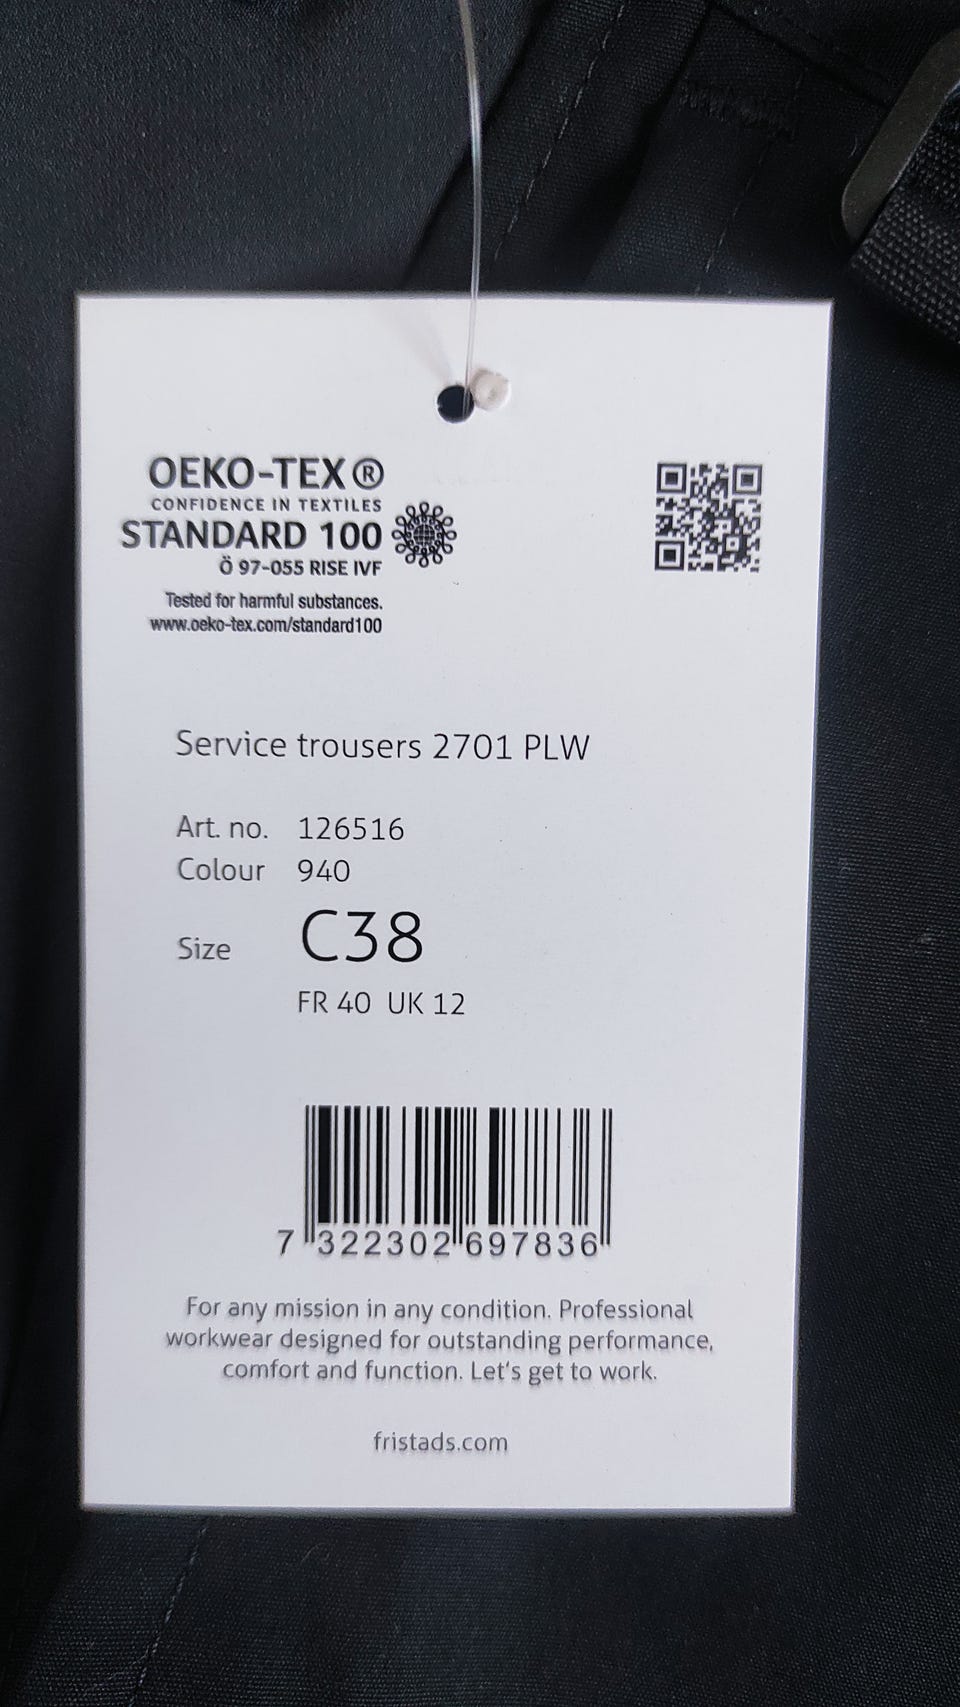 OEKO-TEX®
CONFIDENCE IN TEXTILES
STANDARD 100
Ö 97-055 RISE IVF
Tested for harmful substances.
www.oeko-tex.com/standard100
Service trousers 2701 PLW
Art. no. 126516
Colour 940
Size C38
FR 40 UK 12
7 322302 697836
For any mission in any condition. Professional
workwear designed for outstanding performance,
comfort and function. Let's get to work.
fristads.com